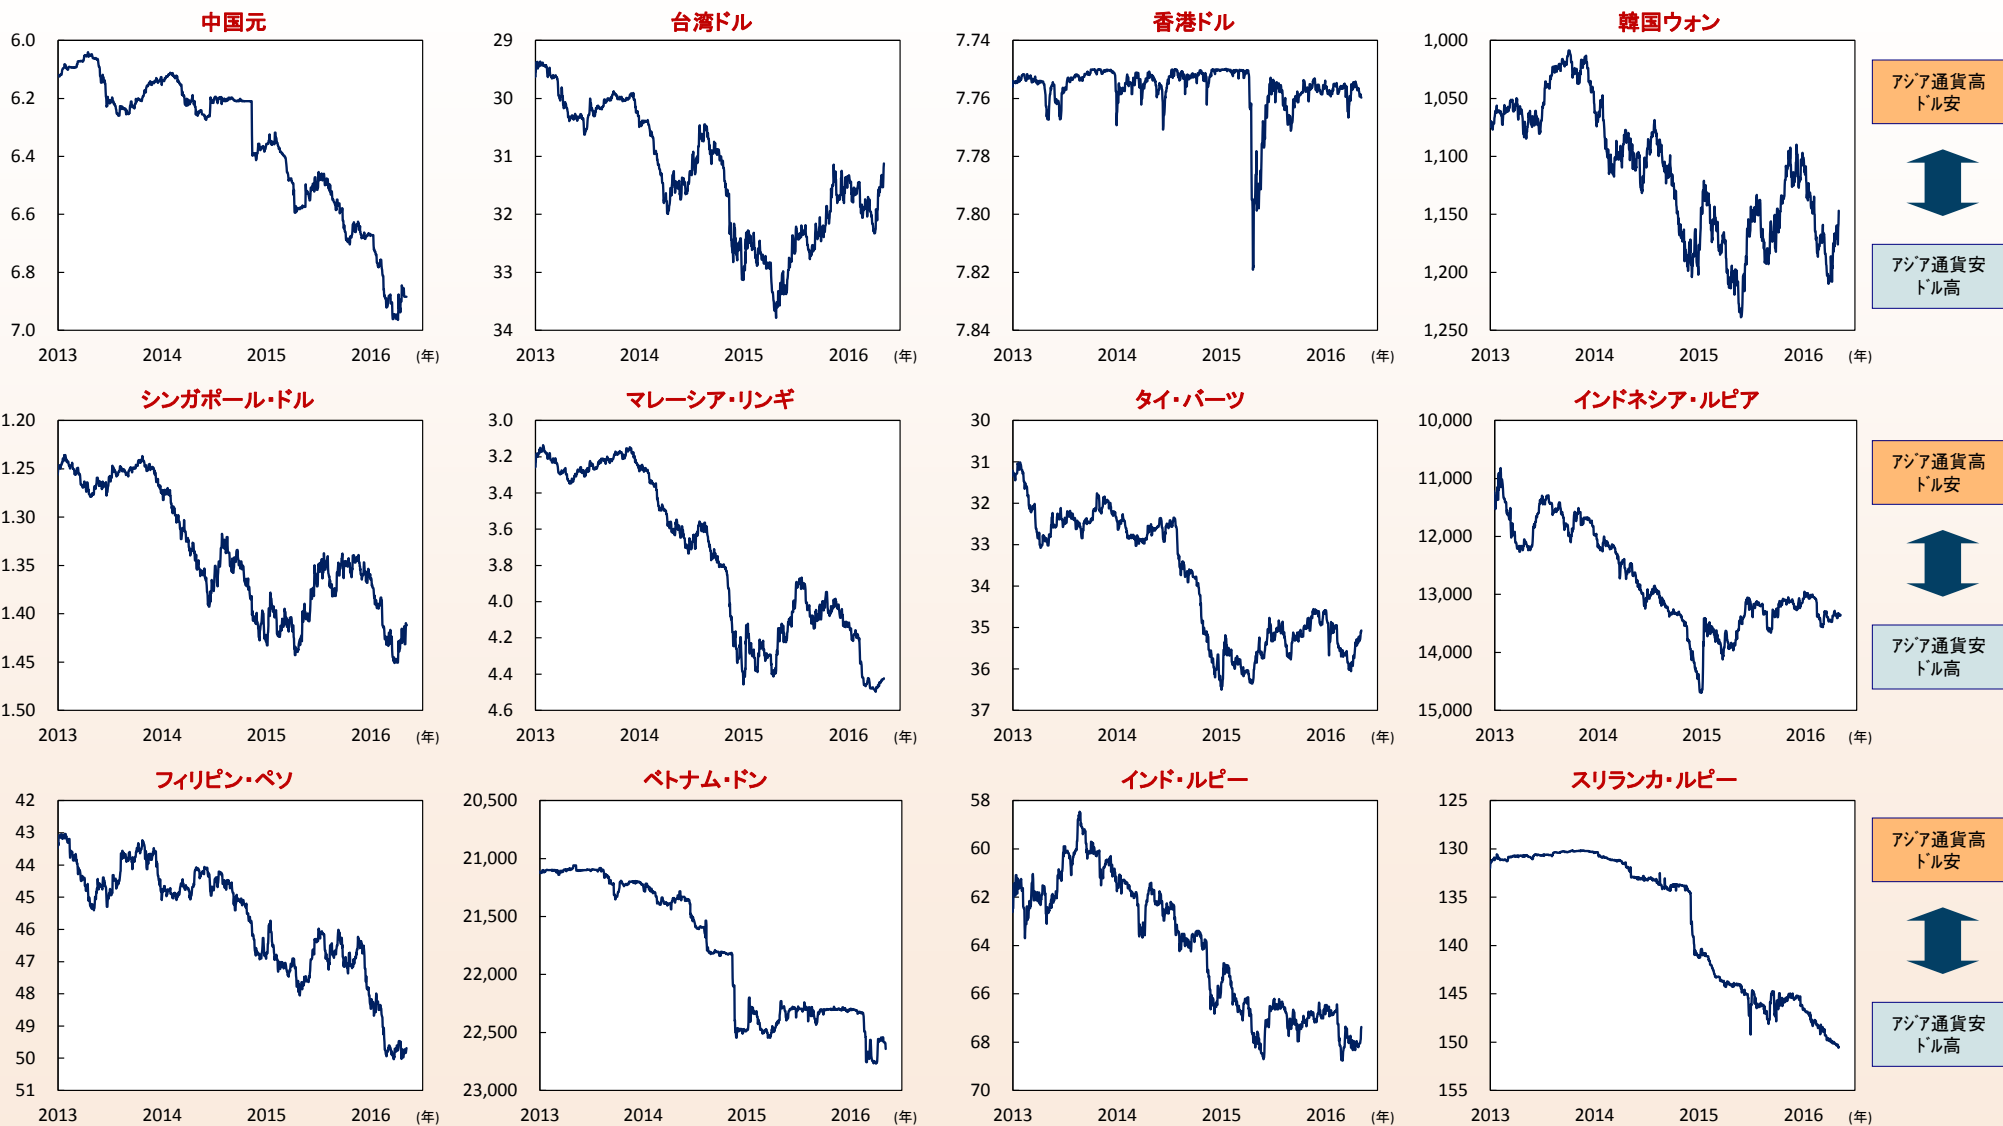 中国元
台湾ドル
香港ドル
韓国ウォン
6.0
6.2
6.4
6.6
6.8
7.0
2013 2014 2015 2016 (年)
29
30
31
32
33
34
2013 2014 2015 2016 (年)
7.74
7.76
7.78
7.80
7.82
7.84
2013 2014 2015 2016 (年)
1,000
1,050
1,100
1,150
1,200
1,250
2013 2014 2015 2016 (年)
アジア通貨高
ドル安
アジア通貨安
ドル高
シンガポール・ドル
マレーシア・リンギ
タイ・バーツ
インドネシア・ルピア
1.20
1.25
1.30
1.35
1.40
1.45
1.50
2013 2014 2015 2016 (年)
3.0
3.2
3.4
3.6
3.8
4.0
4.2
4.4
4.6
2013 2014 2015 2016 (年)
30
31
32
33
34
35
36
37
2013 2014 2015 2016 (年)
10,000
11,000
12,000
13,000
14,000
15,000
2013 2014 2015 2016 (年)
アジア通貨高
ドル安
アジア通貨安
ドル高
フィリピン・ペソ
ベトナム・ドン
インド・ルピー
スリランカ・ルピー
42
43
44
45
46
47
48
49
50
51
2013 2014 2015 2016 (年)
20,500
21,000
21,500
22,000
22,500
23,000
2013 2014 2015 2016 (年)
58
60
62
64
66
68
70
2013 2014 2015 2016 (年)
125
130
135
140
145
150
155
2013 2014 2015 2016 (年)
アジア通貨高
ドル安
アジア通貨安
ドル高